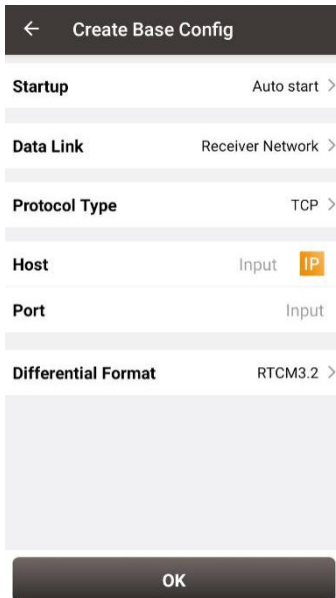 Create Base Config
Startup Auto start
Data Link Receiver Network
Protocol Type TCP
Host Input IP
Port Input
Differential Format RTCM3.2
OK